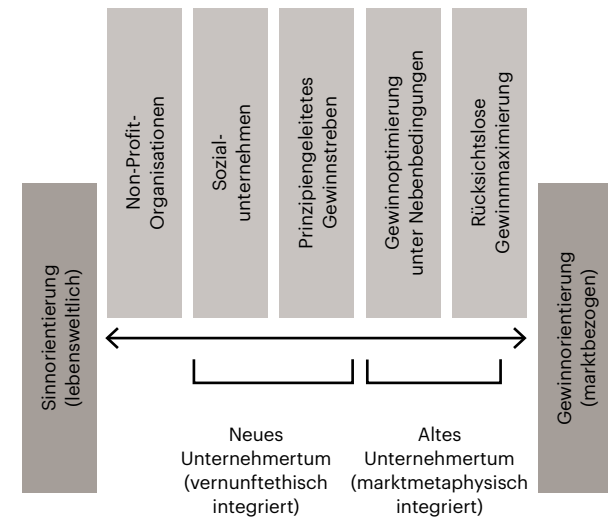 Non-Profit-
Organisationen
Sozial-
unternehmen
Prinzipiengeleitetes
Gewinnstreben
Gewinnoptimierung
unter Nebenbedingungen
Rücksichtslose
Gewinnmaximierung
Sinnorientierung
(lebensweltlich)
Gewinnorientierung
(marktbezogen)
Neues
Unternehmertum
(vernunftethisch
integriert)
Altes
Unternehmertum
(marktmetaphysisch
integriert)